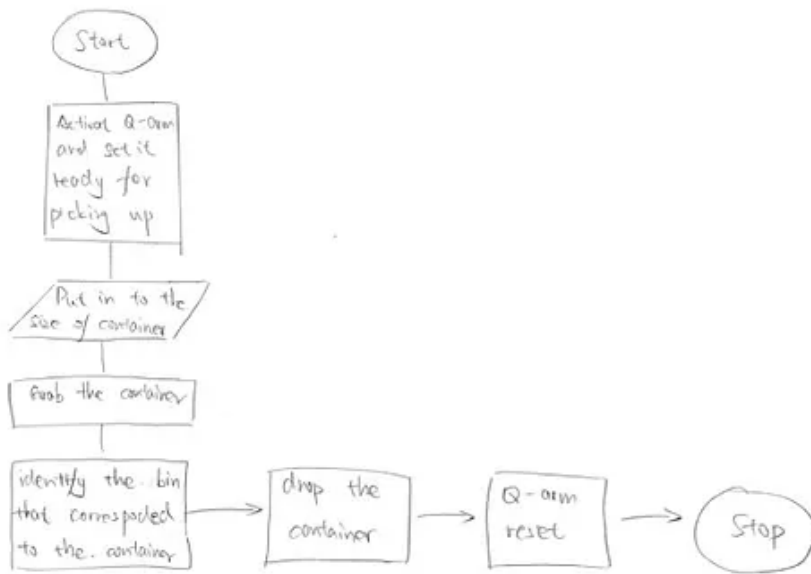 Start
Actival Q-arm
and set it
ready for
picking up
Put in to the
size of container
Grab the container
identify the bin
that corresponded
to the container
drop the
container
Q-arm
reset
Stop